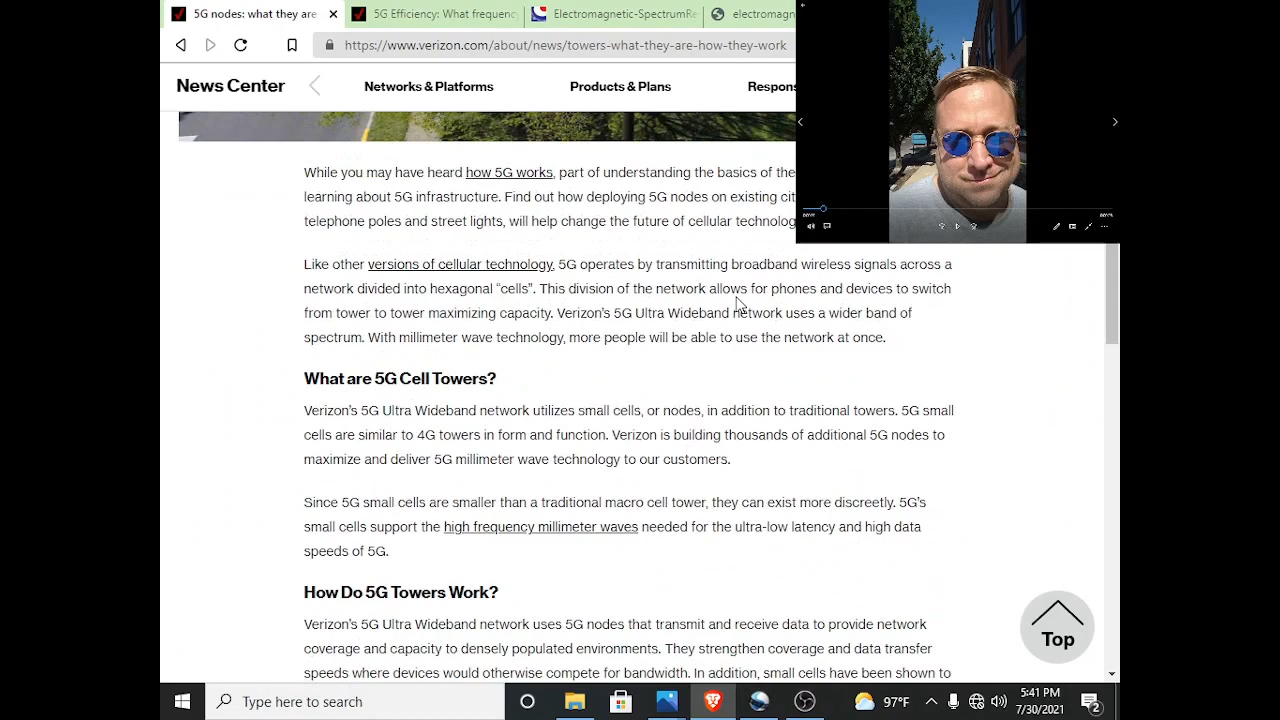 5G nodes: what they are
5G Efficiency: What frequenc
Electromagnetic-SpectrumRe
electromagn
https://www.verizon.com/about/news/towers-what-they-are-how-they-work
News Center
Networks & Platforms
Products & Plans
Respons
While you may have heard how 5G works, part of understanding the basics of the
learning about 5G infrastructure. Find out how deploying 5G nodes on existing cit
telephone poles and street lights, will help change the future of cellular technolog
Like other versions of cellular technology, 5G operates by transmitting broadband wireless signals across a
network divided into hexagonal “cells”. This division of the network allows for phones and devices to switch
from tower to tower maximizing capacity. Verizon's 5G Ultra Wideband network uses a wider band of
spectrum. With millimeter wave technology, more people will be able to use the network at once.
What are 5G Cell Towers?
Verizon's 5G Ultra Wideband network utilizes small cells, or nodes, in addition to traditional towers. 5G small
cells are similar to 4G towers in form and function. Verizon is building thousands of additional 5G nodes to
maximize and deliver 5G millimeter wave technology to our customers.
Since 5G small cells are smaller than a traditional macro cell tower, they can exist more discreetly. 5G's
small cells support the high frequency millimeter waves needed for the ultra-low latency and high data
speeds of 5G.
How Do 5G Towers Work?
Verizon's 5G Ultra Wideband network uses 5G nodes that transmit and receive data to provide network
coverage and capacity to densely populated environments. They strengthen coverage and data transfer
speeds where devices would otherwise compete for bandwidth. In addition, small cells have been shown to
Top
Type here to search
97°F
5:41 PM
7/30/2021
2